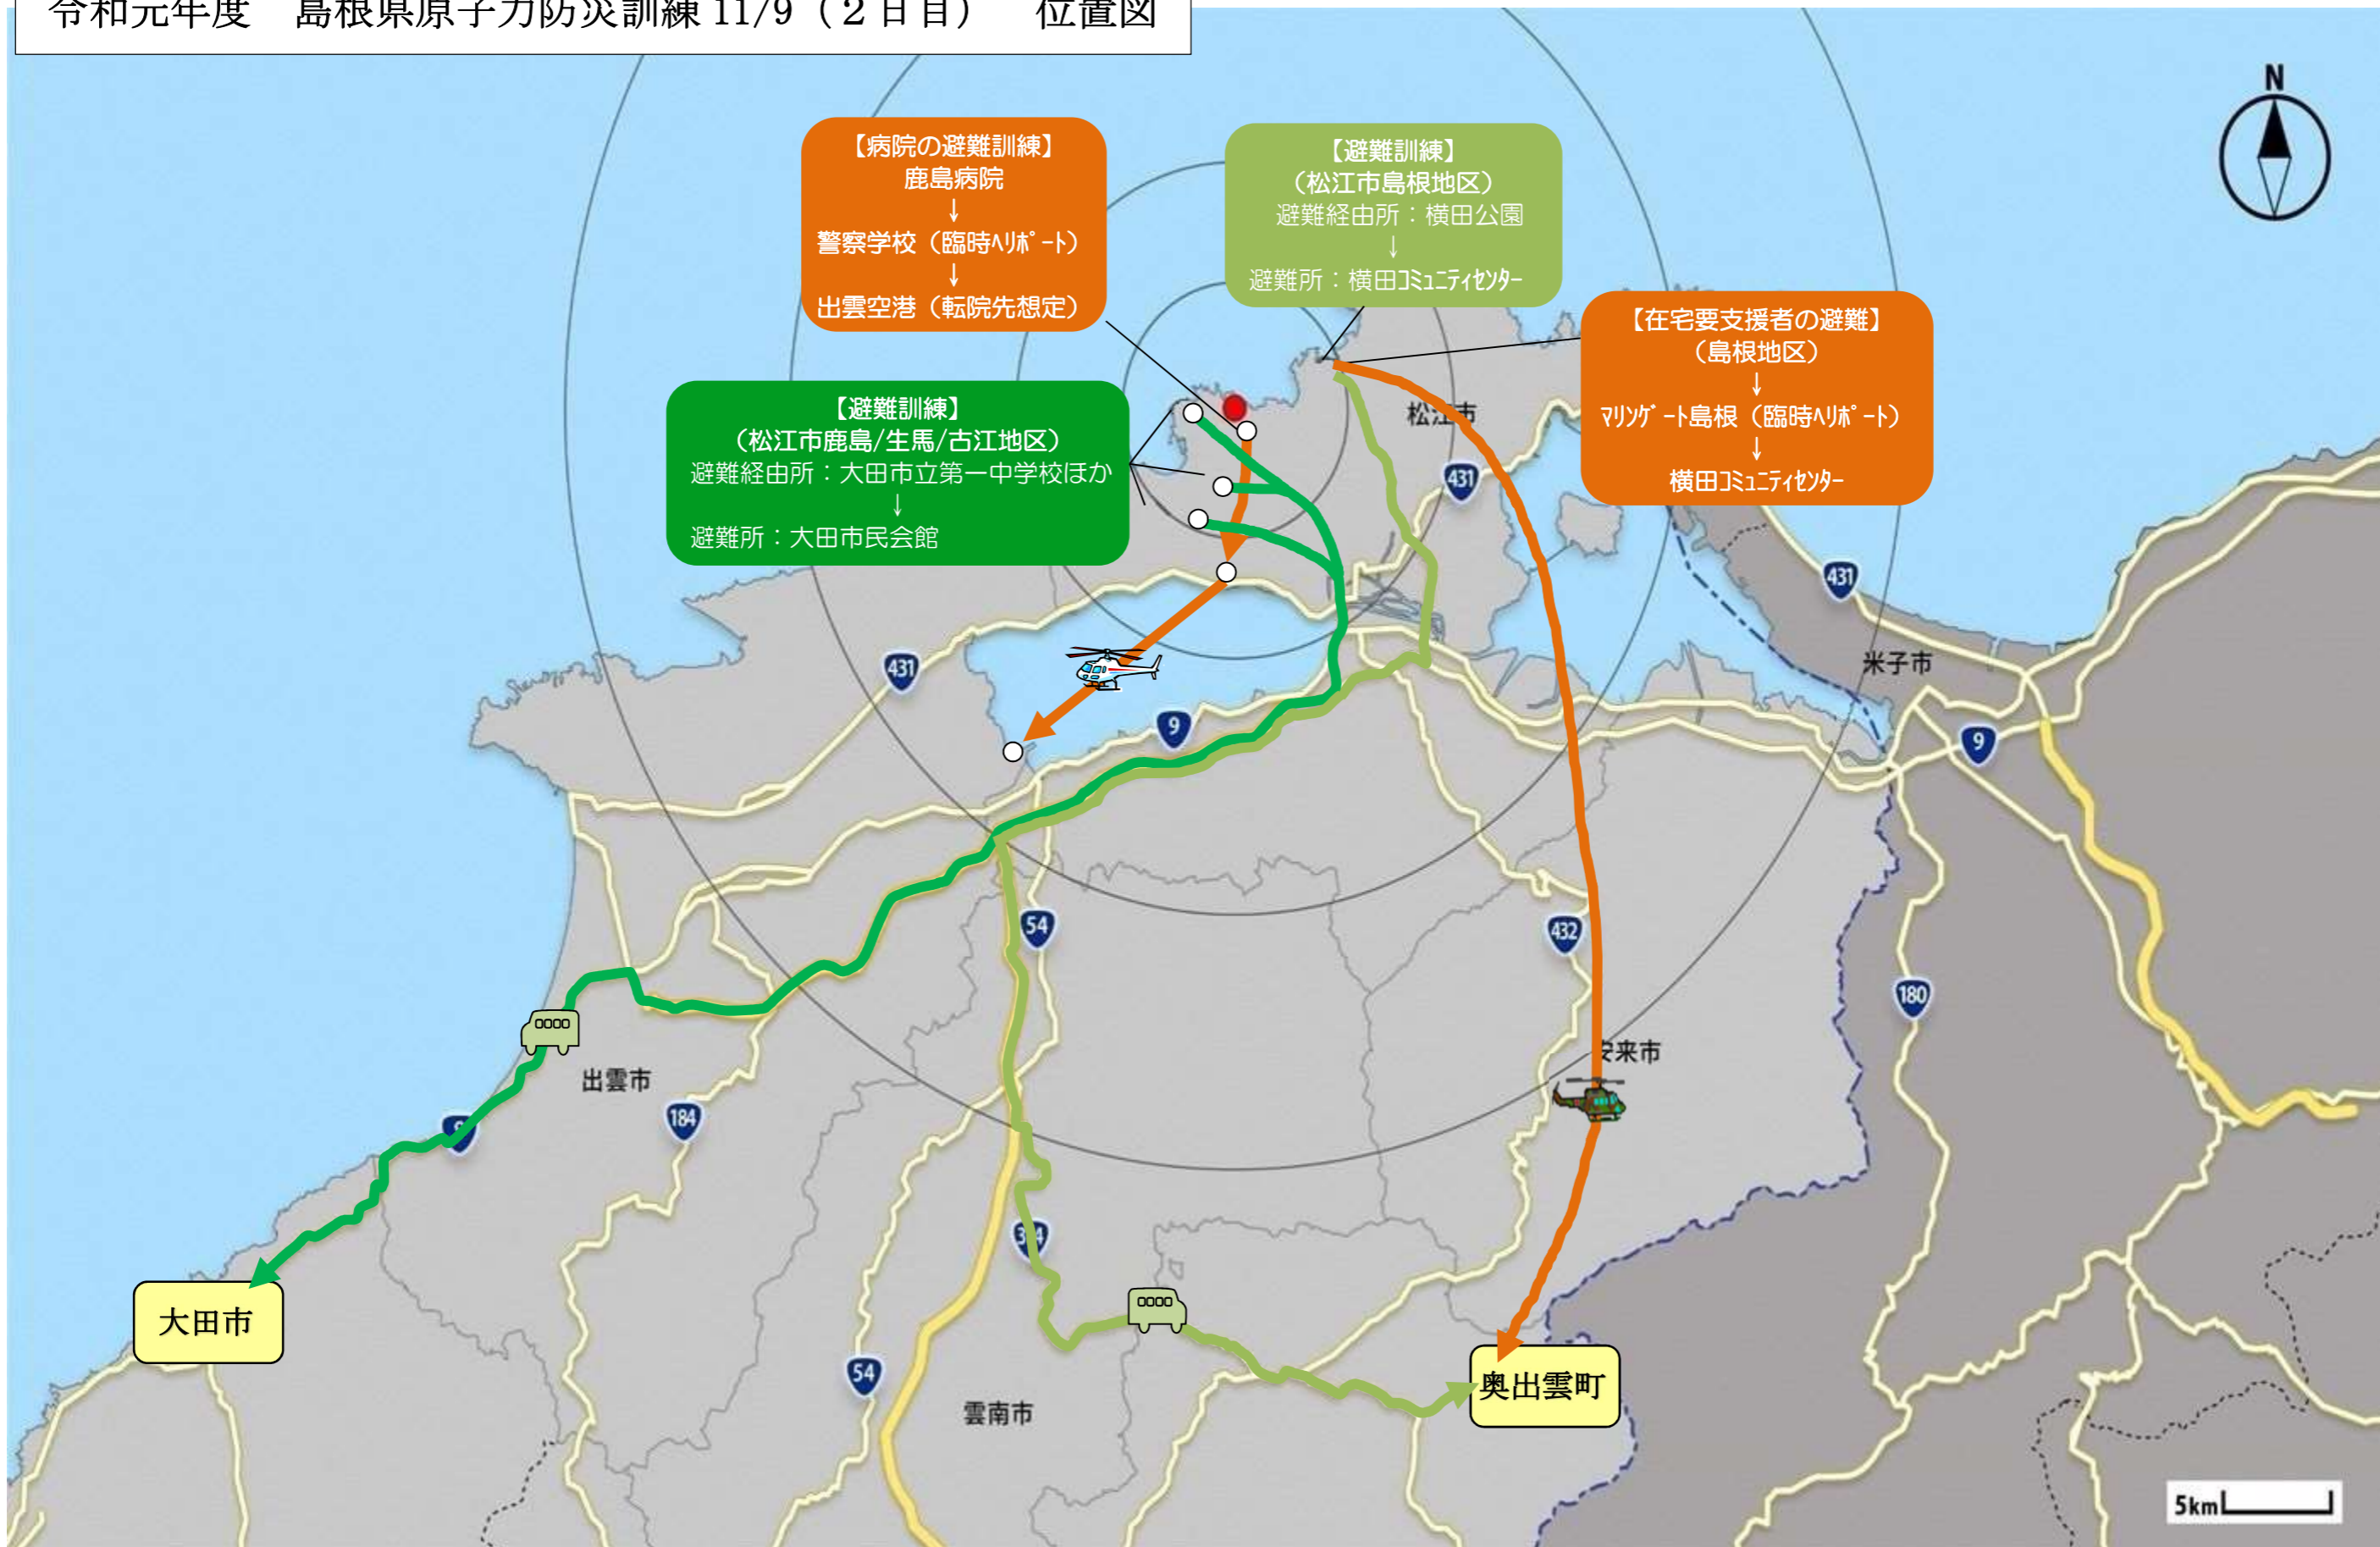 令和元年度　島根県原子力防災訓練 11/9（２日目）　位置図
N
【病院の避難訓練】
鹿島病院
↓
警察学校（臨時ﾍﾘﾎﾟｰﾄ）
↓
出雲空港（転院先想定）
【避難訓練】
（松江市島根地区）
避難経由所：横田公園
↓
避難所：横田ｺﾐｭﾆﾃｨｾﾝﾀｰ
【在宅要支援者の避難】
（島根地区）
↓
ﾏﾘﾝｹﾞｰﾄ島根（臨時ﾍﾘﾎﾟｰﾄ）
↓
横田ｺﾐｭﾆﾃｨｾﾝﾀｰ
【避難訓練】
（松江市鹿島/生馬/古江地区）
避難経由所：大田市立第一中学校ほか
↓
避難所：大田市民会館
松江市
431
431
431
米子市
9
9
54
432
180
安来市
出雲市
184
9
大田市
54
雲南市
奥出雲町
5km